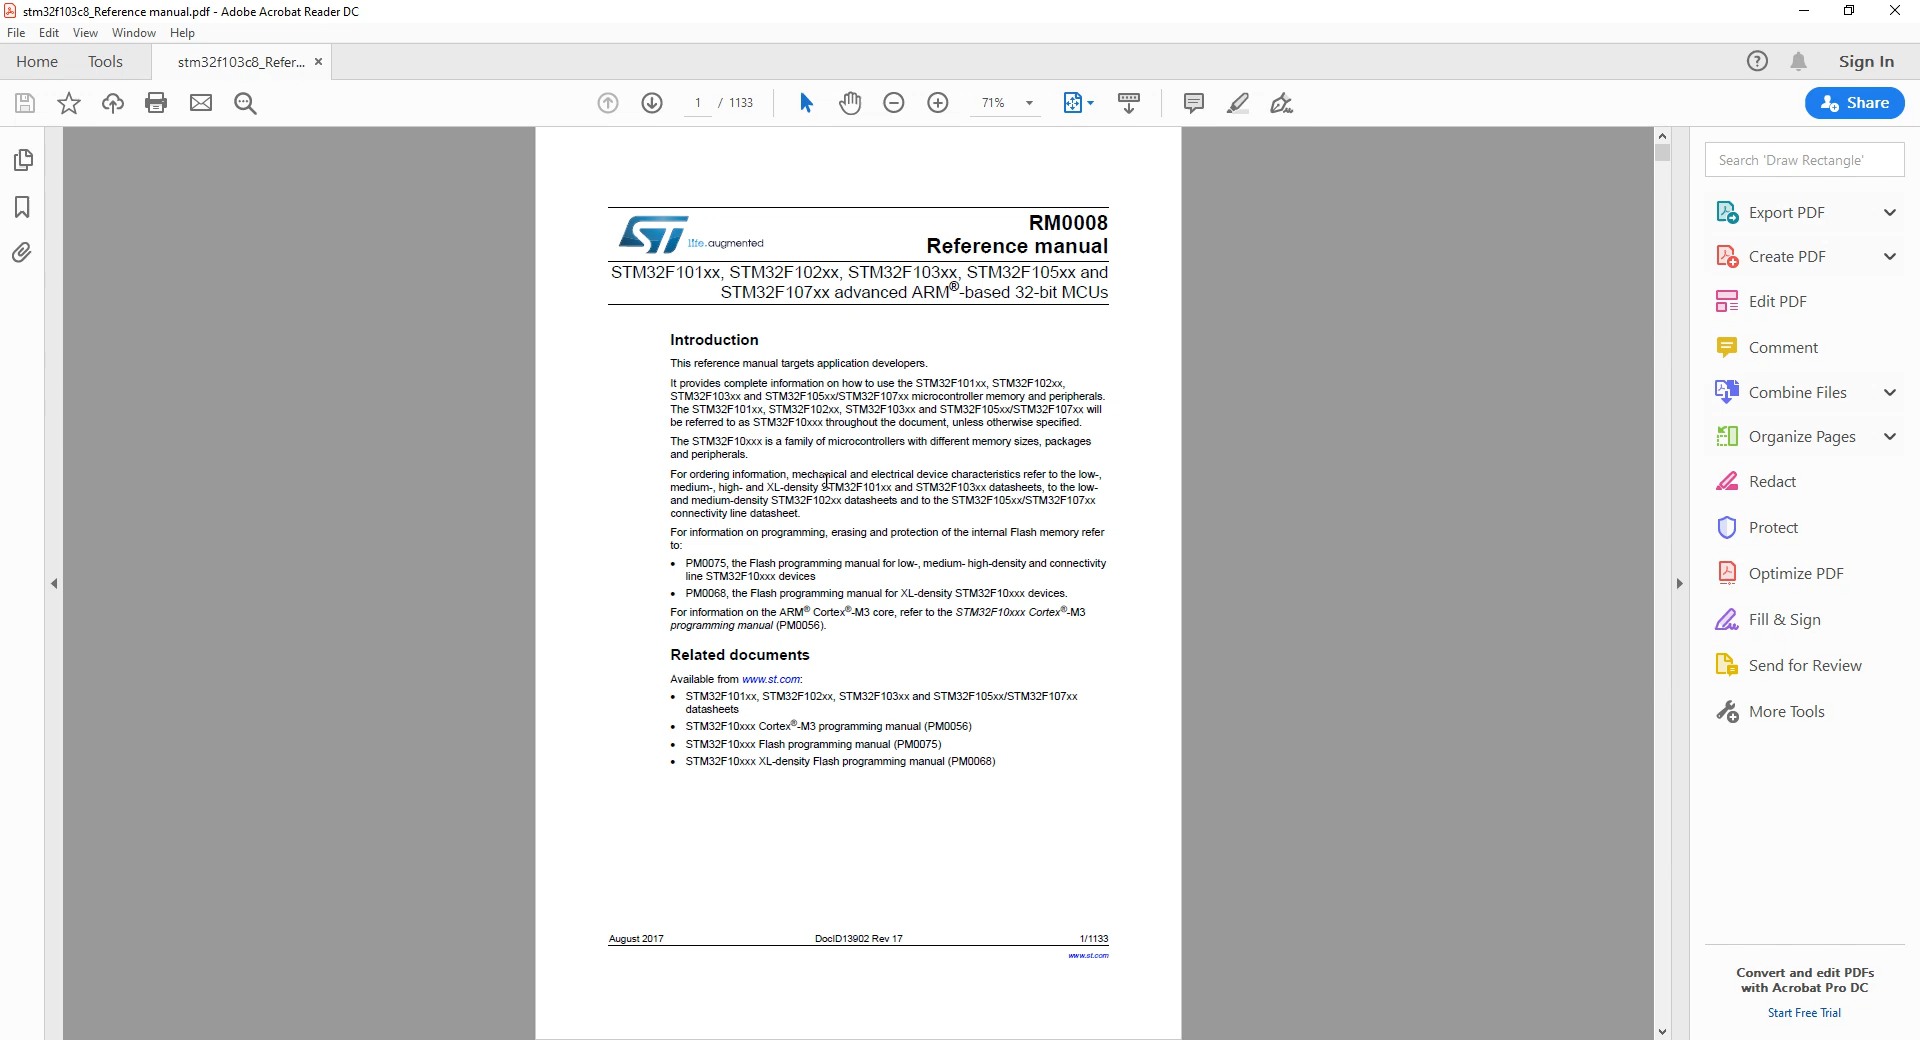 stm32f103c8_Reference manual.pdf - Adobe Acrobat Reader DC
File Edit View Window Help
Home Tools stm32f103c8_Refer... × Sign In
1 / 1133 71% Share
Search 'Draw Rectangle'
Export PDF
Create PDF
Edit PDF
Comment
Combine Files
Organize Pages
Redact
Protect
Optimize PDF
Fill & Sign
Send for Review
More Tools
Convert and edit PDFs
with Acrobat Pro DC
Start Free Trial
ST life.augmented
RM0008
Reference manual
STM32F101xx, STM32F102xx, STM32F103xx, STM32F105xx and
STM32F107xx advanced ARM®-based 32-bit MCUs
Introduction
This reference manual targets application developers.
It provides complete information on how to use the STM32F101xx, STM32F102xx,
STM32F103xx and STM32F105xx/STM32F107xx microcontroller memory and peripherals.
The STM32F101xx, STM32F102xx, STM32F103xx and STM32F105xx/STM32F107xx will
be referred to as STM32F10xxx throughout the document, unless otherwise specified.
The STM32F10xxx is a family of microcontrollers with different memory sizes, packages
and peripherals.
For ordering information, mechanical and electrical device characteristics refer to the low-,
medium-, high- and XL-density STM32F101xx and STM32F103xx datasheets, to the low-
and medium-density STM32F102xx datasheets and to the STM32F105xx/STM32F107xx
connectivity line datasheet.
For information on programming, erasing and protection of the internal Flash memory refer
to:
• PM0075, the Flash programming manual for low-, medium- high-density and connectivity
line STM32F10xxx devices
• PM0068, the Flash programming manual for XL-density STM32F10xxx devices.
For information on the ARM® Cortex®-M3 core, refer to the STM32F10xxx Cortex®-M3
programming manual (PM0056).
Related documents
Available from www.st.com:
• STM32F101xx, STM32F102xx, STM32F103xx and STM32F105xx/STM32F107xx
datasheets
• STM32F10xxx Cortex®-M3 programming manual (PM0056)
• STM32F10xxx Flash programming manual (PM0075)
• STM32F10xxx XL-density Flash programming manual (PM0068)
August 2017 DocID13902 Rev 17 1/1133
www.st.com